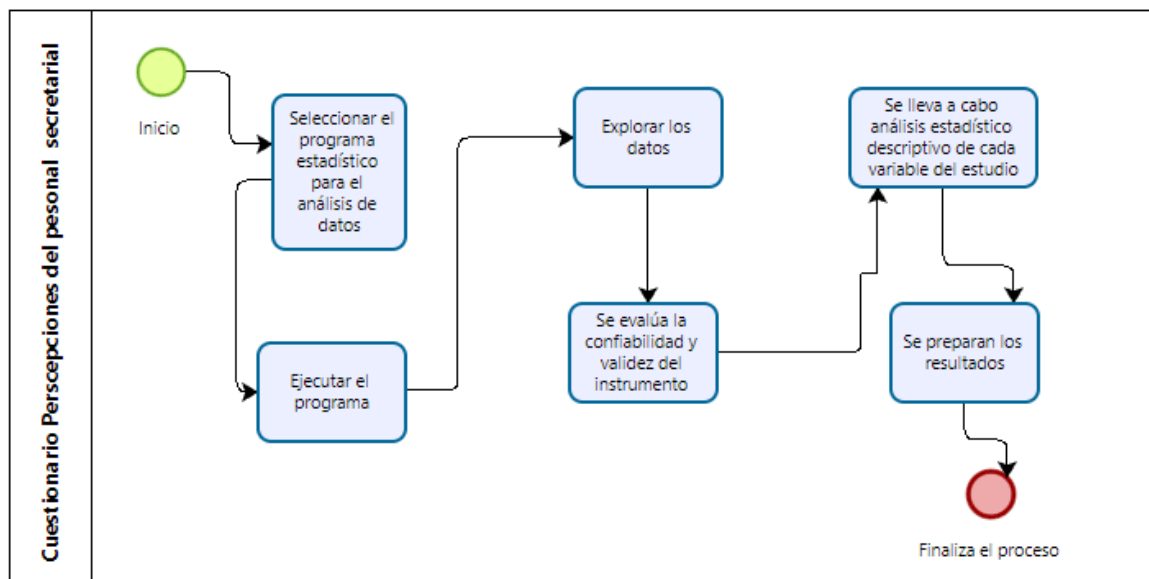 Cuestionario Perscepciones del pesonal secretarial
Inicio
Seleccionar el
programa
estadístico
para el
análisis de
datos
Ejecutar el
programa
Explorar los
datos
Se evalúa la
confiabilidad y
validez del
instrumento
Se lleva a cabo
análisis estadístico
descriptivo de cada
variable del estudio
Se preparan los
resultados
Finaliza el proceso